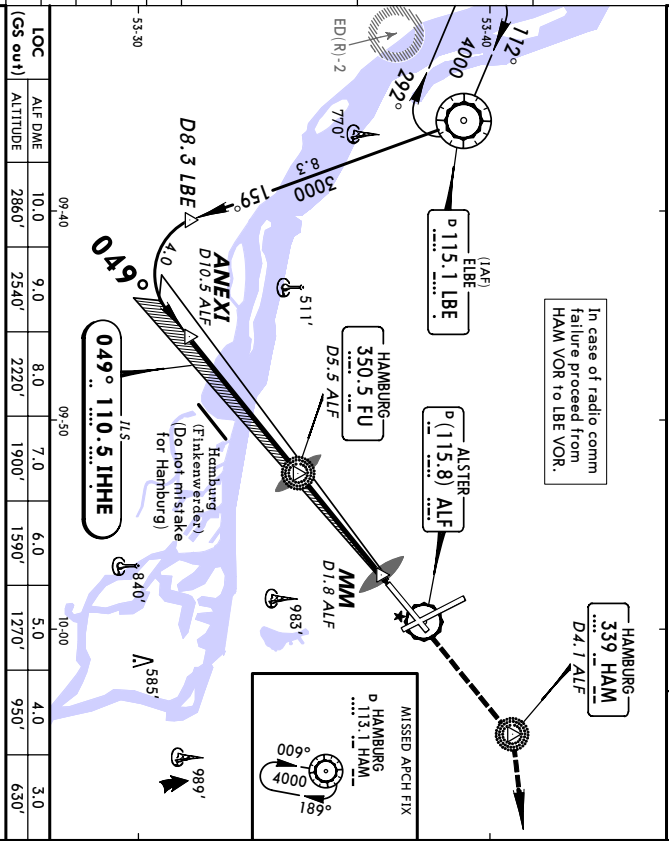 53-30
53-40
ED(R)-2
112°
4000
292°
770'
8.3
3000
159°
D8.3 LBE
09-40
(IAF)
ELBE
D 115.1 LBE
In case of radio comm
failure proceed from
HAM VOR to LBE VOR.
4.0
049°
ANEXI
D10.5 ALF
511'
HAMBURG
350.5 FU
D5.5 ALF
ILS
049° 110.5 IHHE
Hamburg
(Finkenwerder)
(Do not mistake
for Hamburg)
09-50
ALSTER
D (115.8) ALF
MM
D1.8 ALF
HAMBURG
339 HAM
D4.1 ALF
840'
983'
10-00
585'
989'
MISSED APCH FIX
HAMBURG
D 113.1 HAM
009°
4000
189°
LOC
(GS out)
ALF DME 10.0 9.0 8.0 7.0 6.0 5.0 4.0 3.0
ALTITUDE 2860' 2540' 2220' 1900' 1590' 1270' 950' 630'